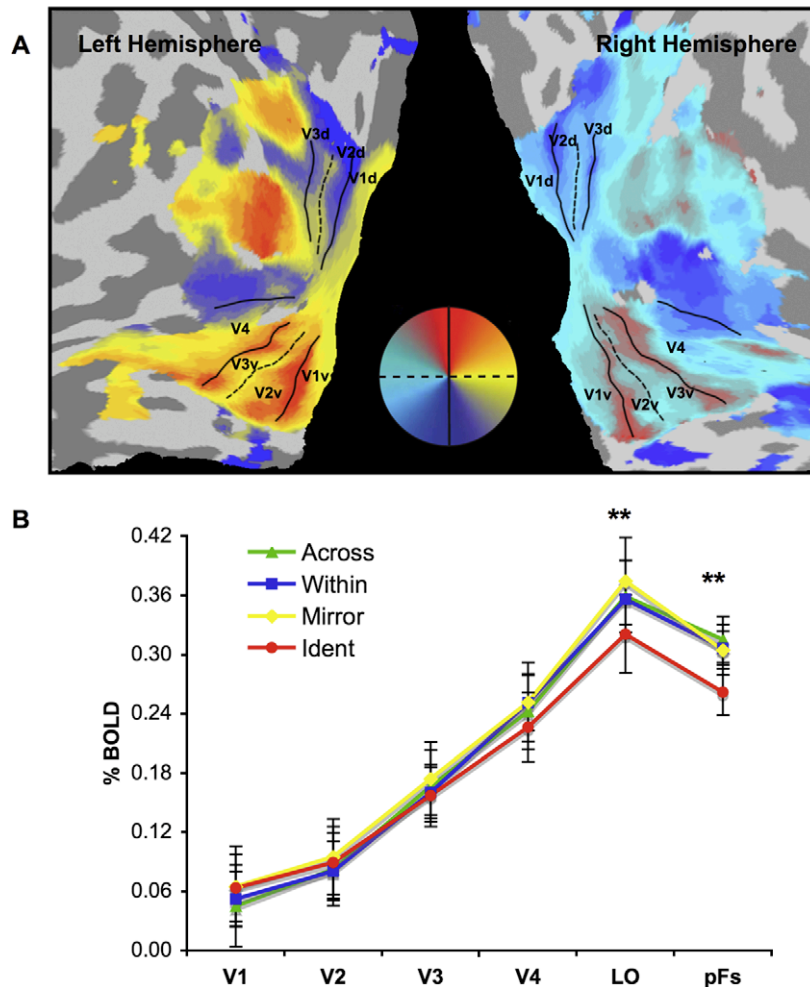 A
Left Hemisphere
Right Hemisphere
V3d
V2d
V1d
V3d
V2d
V1d
V4
V3v
V1v
V2v
V4
V1v
V2v
V3v
B
**
**
0.42
0.36
0.30
0.24
0.18
0.12
0.06
0.00
% BOLD
Across
Within
Mirror
Ident
V1 V2 V3 V4 LO pFs